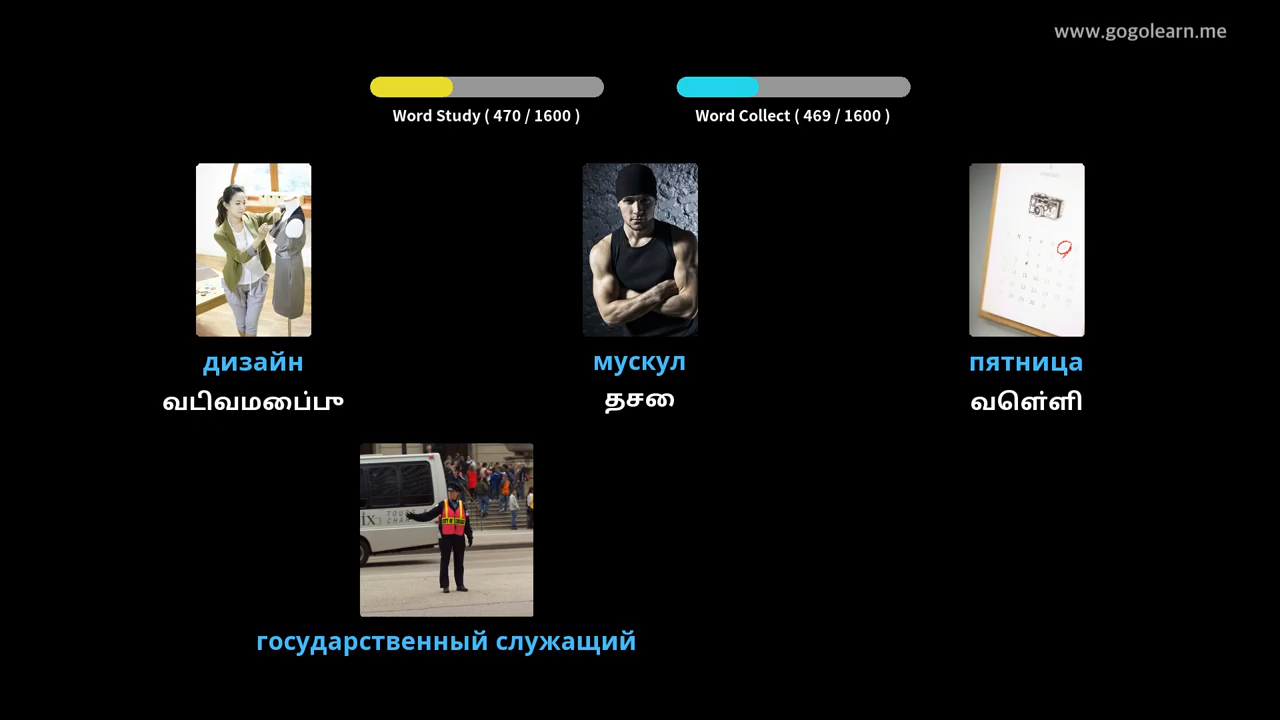 www.gogolearn.me
Word Study ( 470 / 1600 )
Word Collect ( 469 / 1600 )
дизайн
வடிவமைப்பு
мускул
தசை
пятница
வெள்ளி
государственный служащий